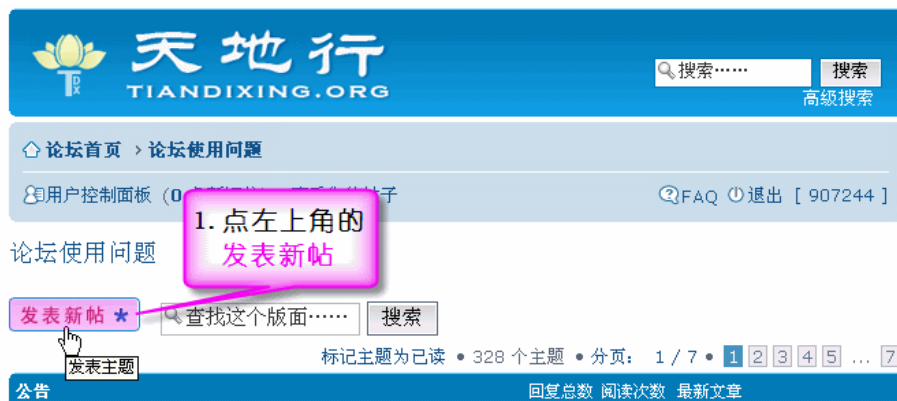 天地行
TIANDIXING.ORG
搜索……
搜索
高级搜索
论坛首页 › 论坛使用问题
用户控制面板 (0
子
FAQ 退出 [ 907244 ]
1. 点左上角的
发表新帖
论坛使用问题
发表新帖 *
查找这个版面……
搜索
发表主题
标记主题为已读 • 328 个主题 • 分页: 1 / 7 • 1 2 3 4 5 ... 7
公告 回复总数 阅读次数 最新文章